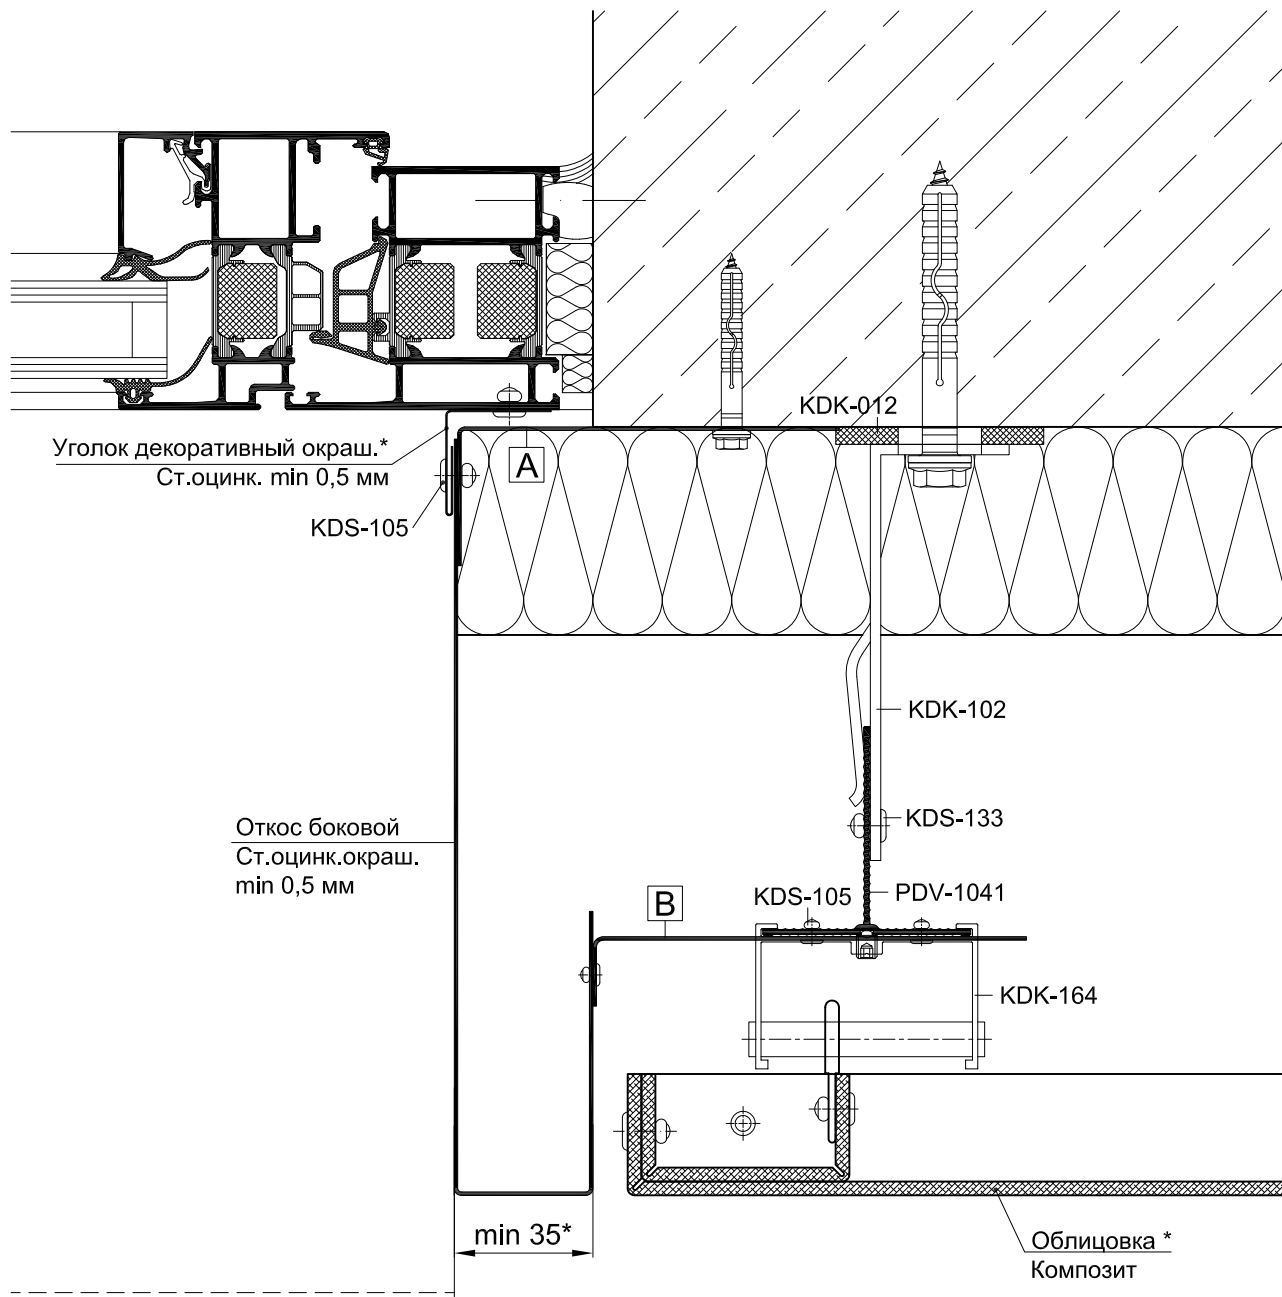 KDK-012
Уголок декоративный окраш.*
Ст.оцинк. min 0,5 мм
A
KDS-105
KDK-102
KDS-133
Откос боковой
Ст.оцинк.окраш.
min 0,5 мм
B
KDS-105
PDV-1041
KDK-164
min 35*
Облицовка *
Композит